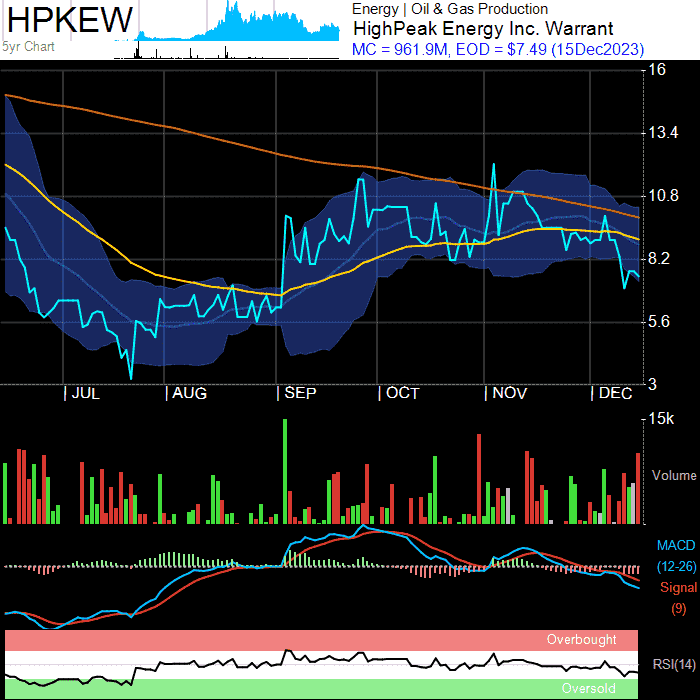 HPKEW
5yr Chart
Energy | Oil & Gas Production
HighPeak Energy Inc. Warrant
MC = 961.9M, EOD = $7.49 (15Dec2023)
16
13.4
10.8
8.2
5.6
3
JUL
AUG
SEP
OCT
NOV
DEC
15k
Volume
MACD
(12-26)
Signal
(9)
Overbought
RSI(14)
Oversold